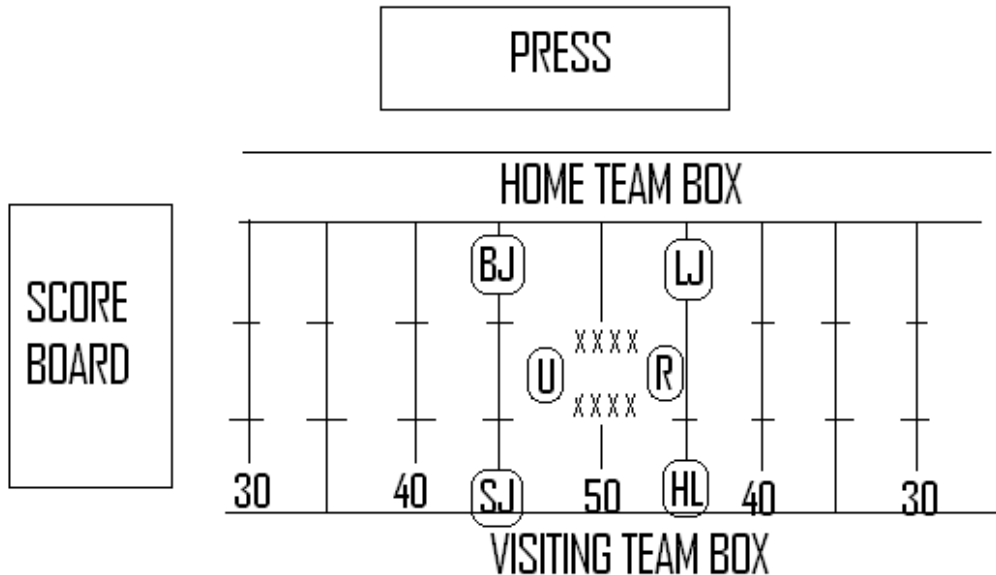 PRESS
HOME TEAM BOX
SCORE
BOARD
BJ
LJ
XXXX
U
R
XXXX
30
40
SJ
50
HL
40
30
VISITING TEAM BOX